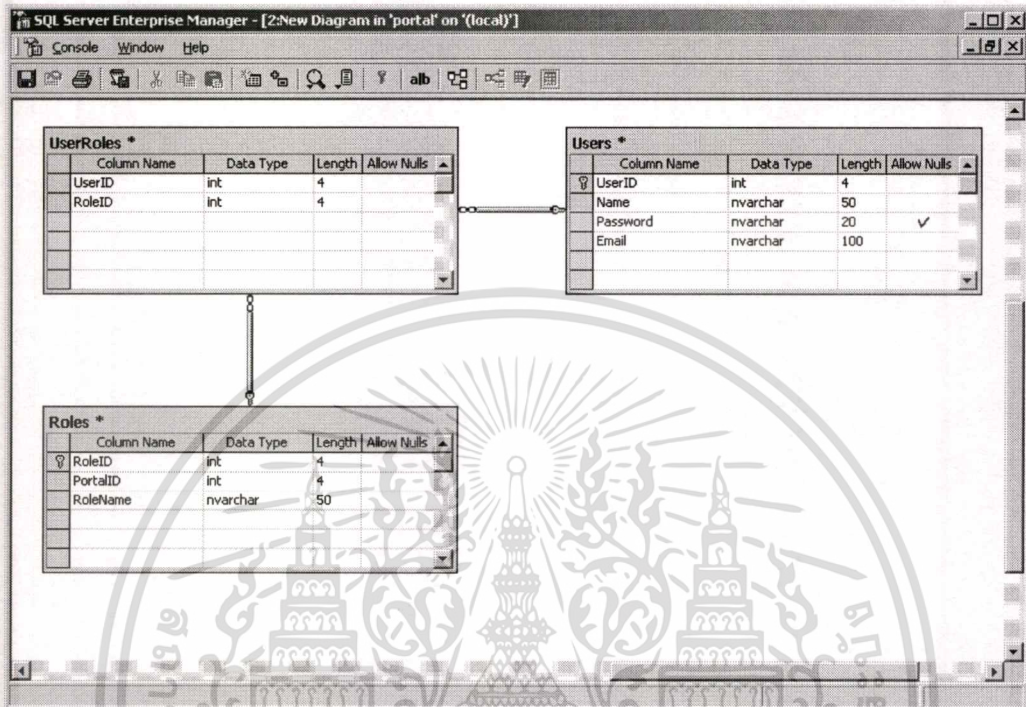 SQL Server Enterprise Manager - [2:New Diagram in 'portal' on '(local)']
Console Window Help
alb
UserRoles *
Column Name Data Type Length Allow Nulls
UserID int 4
RoleID int 4
Users *
Column Name Data Type Length Allow Nulls
UserID int 4
Name nvarchar 50
Password nvarchar 20 ✓
Email nvarchar 100
Roles *
Column Name Data Type Length Allow Nulls
RoleID int 4
PortalID int 4
RoleName nvarchar 50